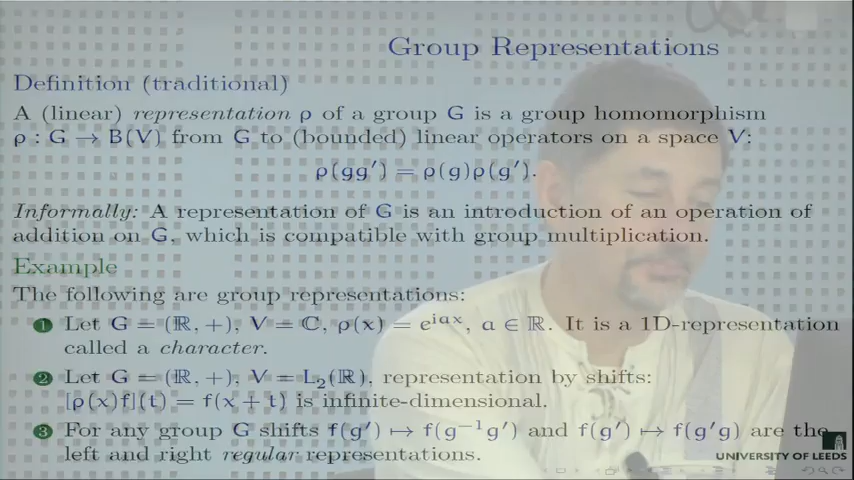 Group Representations
Definition (traditional)
A (linear) representation ρ of a group G is a group homomorphism
ρ : G → B(V) from G to (bounded) linear operators on a space V:
ρ(gg′) = ρ(g)ρ(g′).
Informally: A representation of G is an introduction of an operation of
addition on G, which is compatible with group multiplication.
Example
The following are group representations:
1 Let G = (ℝ, +), V = ℂ, ρ(x) = e^{iax}, a ∈ ℝ. It is a 1D-representation
called a character.
2 Let G = (ℝ, +), V = L₂(ℝ), representation by shifts:
[ρ(x)f](t) = f(x + t) is infinite-dimensional.
3 For any group G shifts f(g′) ↦ f(g⁻¹g′) and f(g′) ↦ f(g′g) are the
left and right regular representations.
UNIVERSITY OF LEEDS